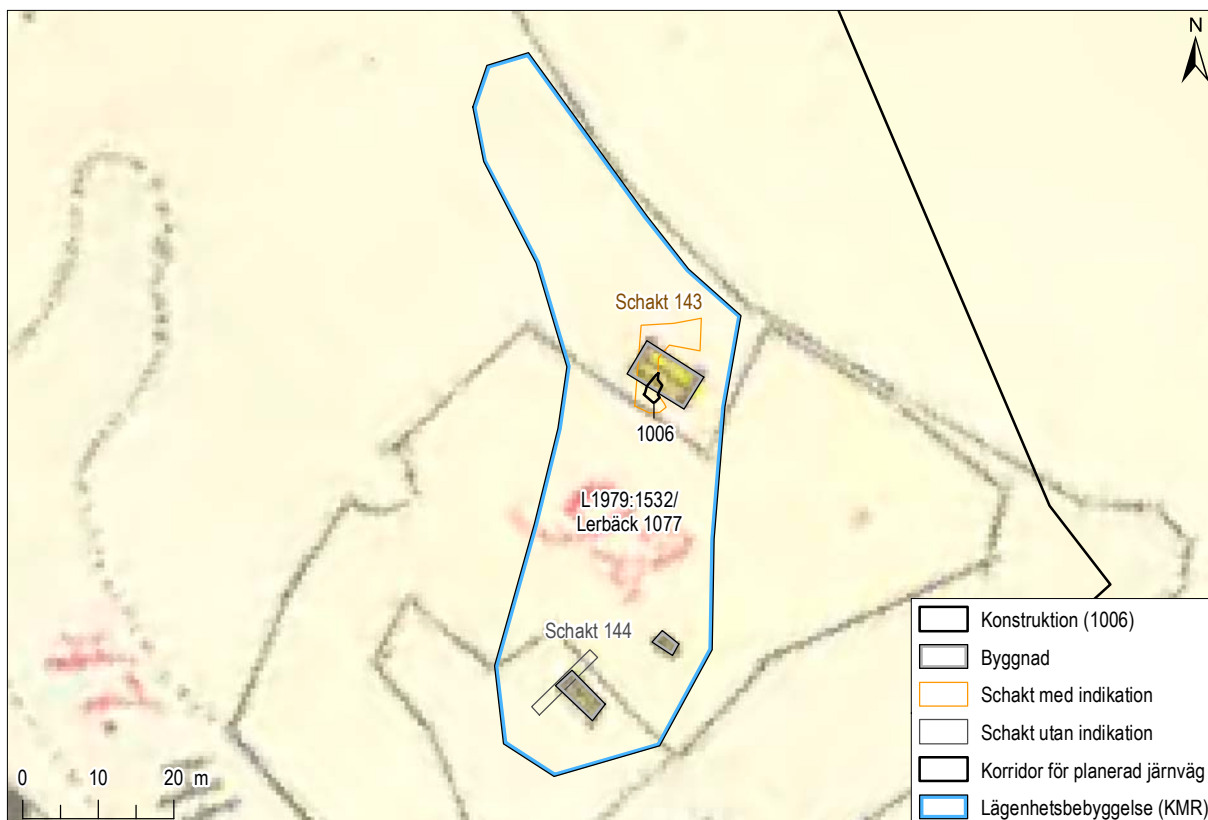 N
Schakt 143
1006
L1979:1532/
Lerbäck 1077
Schakt 144
Konstruktion (1006)
Byggnad
Schakt med indikation
Schakt utan indikation
Korridor för planerad järnväg
Lägenhetsbebyggelse (KMR)
0 10 20 m